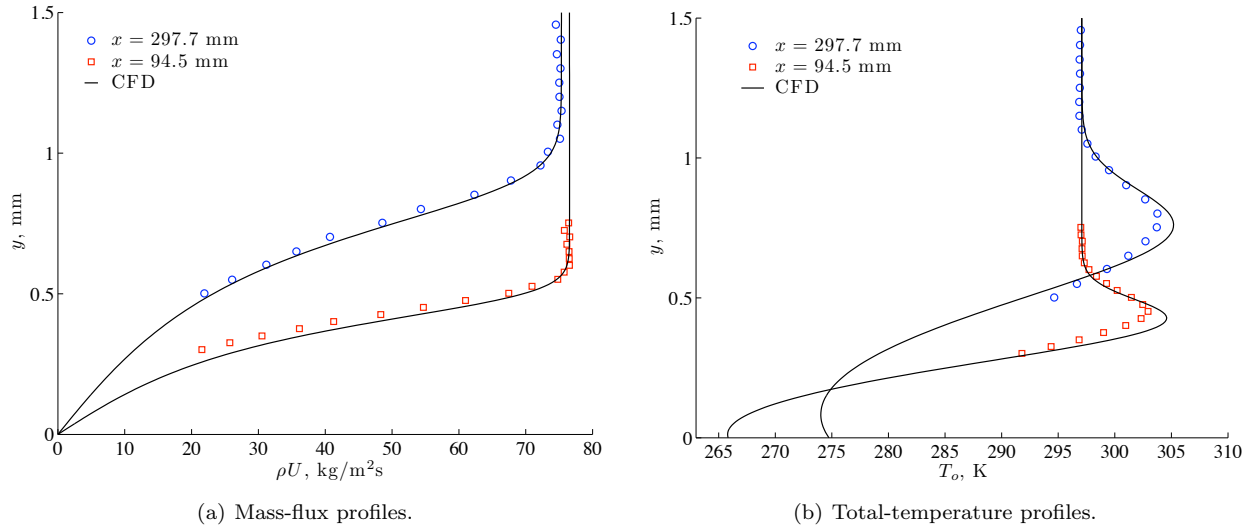 1.5
1
0.5
0
y, mm
x = 297.7 mm
x = 94.5 mm
CFD
0 10 20 30 40 50 60 70 80
ρU, kg/m²s
(a) Mass-flux profiles.
1.5
1
0.5
0
y, mm
x = 297.7 mm
x = 94.5 mm
CFD
265 270 275 280 285 290 295 300 305 310
Tₒ, K
(b) Total-temperature profiles.